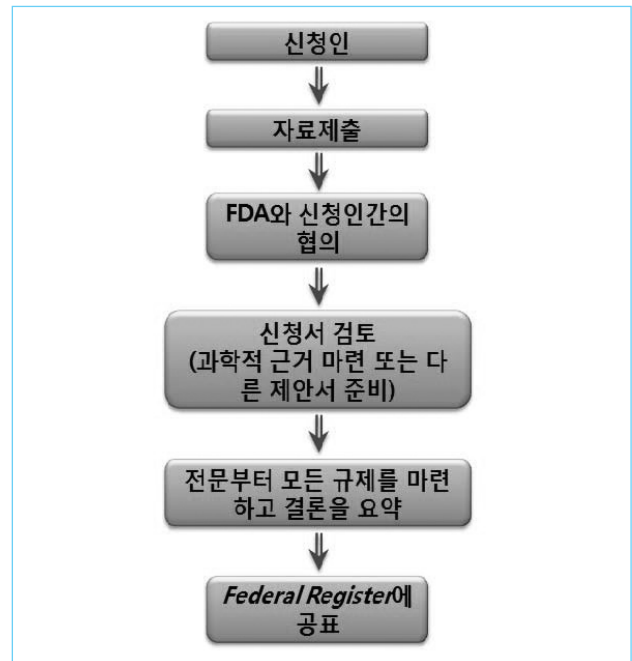 신청인
자료제출
FDA와 신청인간의
협의
신청서 검토
(과학적 근거 마련 또는 다
른 제안서 준비)
전문부터 모든 규제를 마련
하고 결론을 요약
Federal Register에
공표